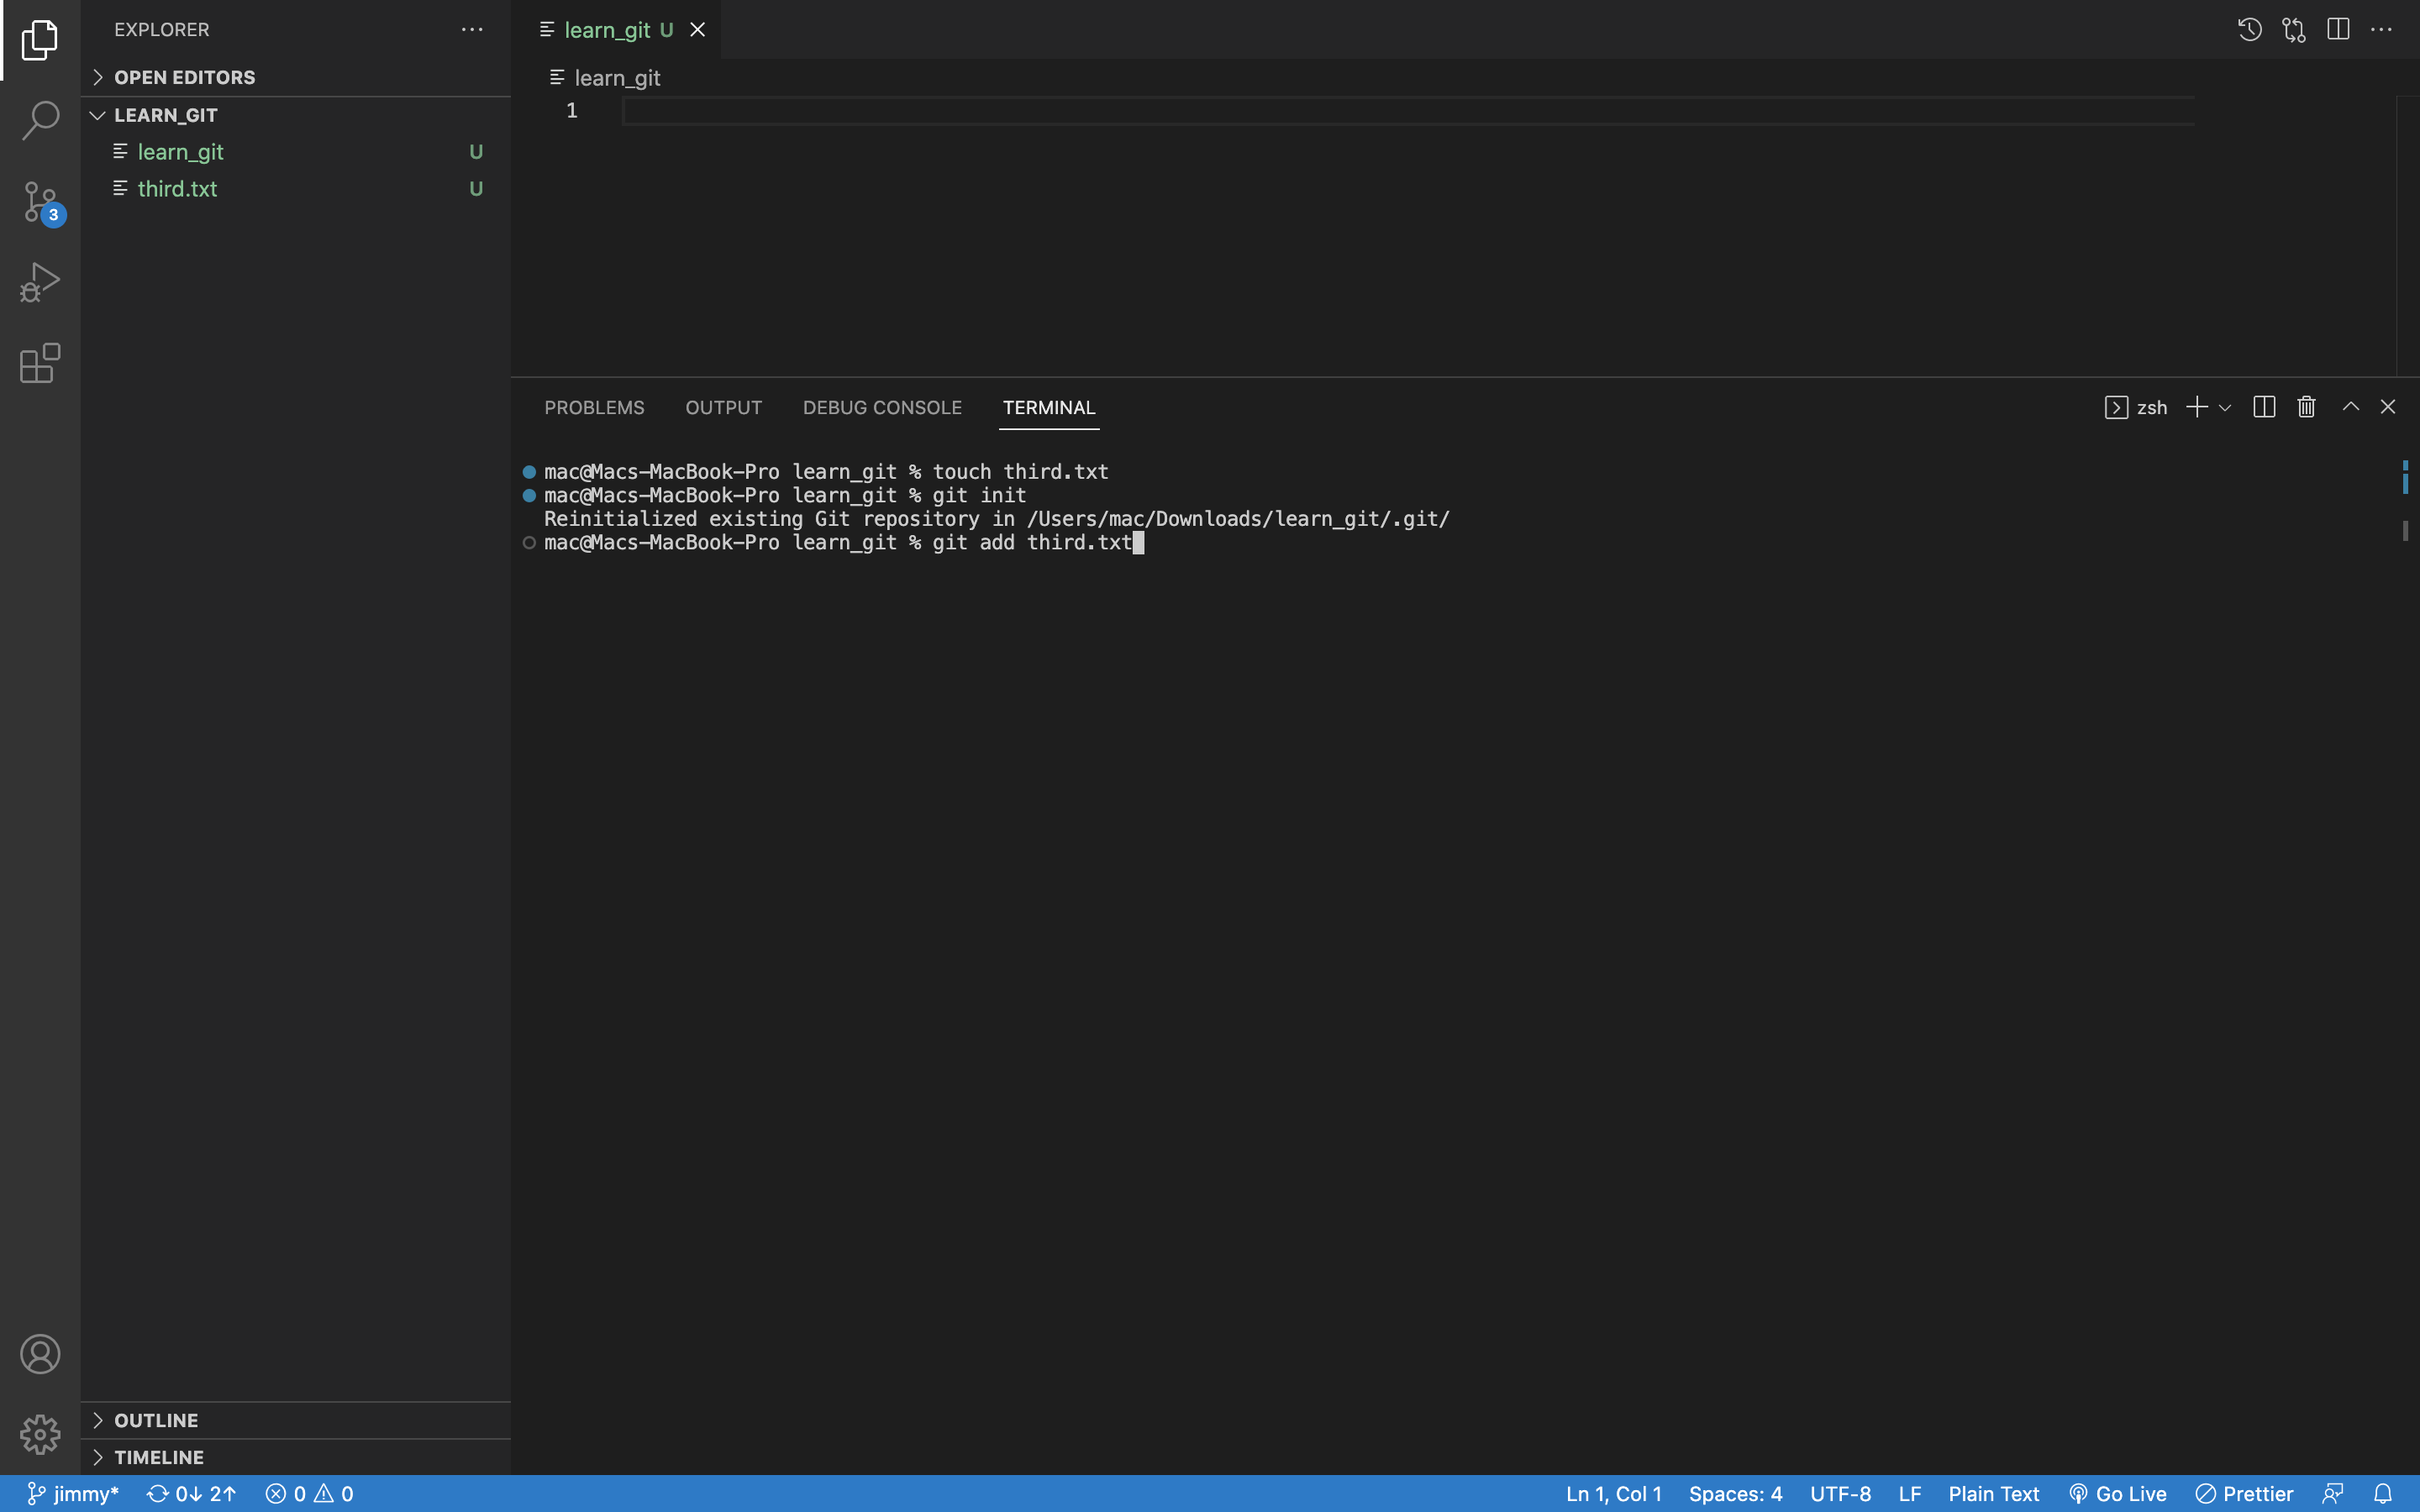 EXPLORER
OPEN EDITORS
LEARN_GIT
learn_git U
third.txt U
3
learn_git U
learn_git
1
PROBLEMS OUTPUT DEBUG CONSOLE TERMINAL
zsh
mac@Macs-MacBook-Pro learn_git % touch third.txt
mac@Macs-MacBook-Pro learn_git % git init
Reinitialized existing Git repository in /Users/mac/Downloads/learn_git/.git/
mac@Macs-MacBook-Pro learn_git % git add third.txt
OUTLINE
TIMELINE
jimmy* 0↓ 2↑ 0 0 Ln 1, Col 1 Spaces: 4 UTF-8 LF Plain Text Go Live Prettier